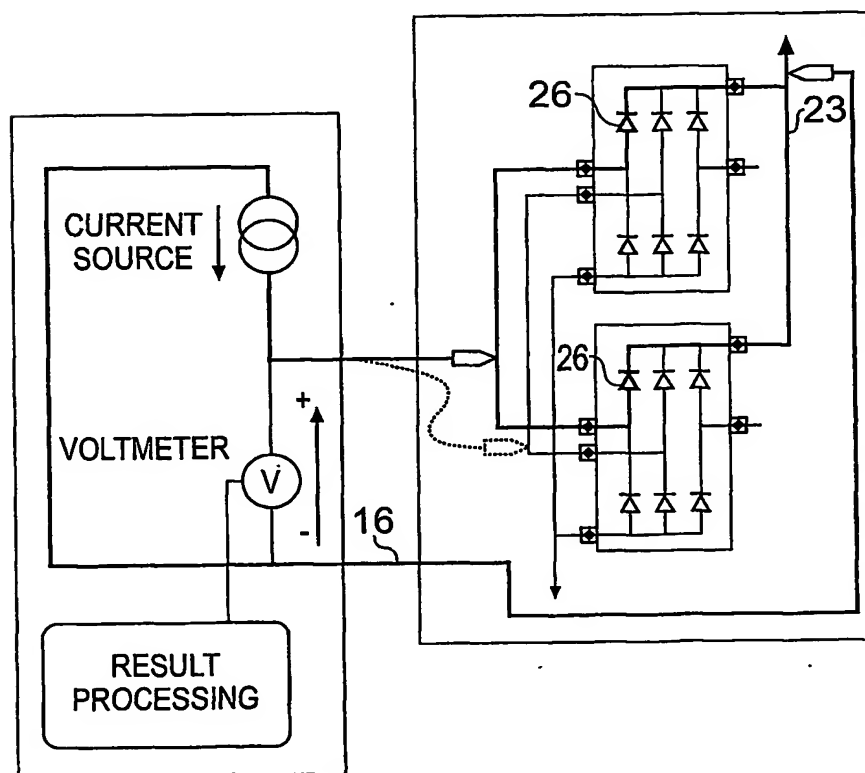 CURRENT
SOURCE
VOLTMETER
+
V
-
16
RESULT
PROCESSING
26
23
26